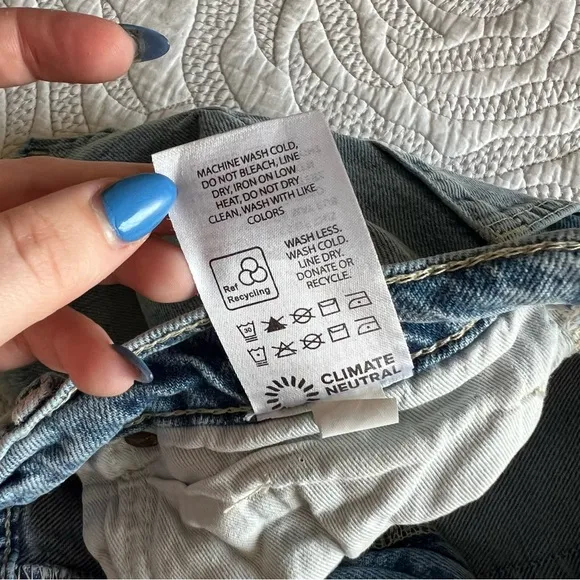 MACHINE WASH COLD,
DO NOT BLEACH, LINE
DRY, IRON ON LOW
HEAT, DO NOT DRY
CLEAN, WASH WITH LIKE
COLORS
WASH LESS.
WASH COLD.
LINE DRY.
DONATE OR
RECYCLE.
Ref
Recycling
30
CLIMATE
NEUTRAL